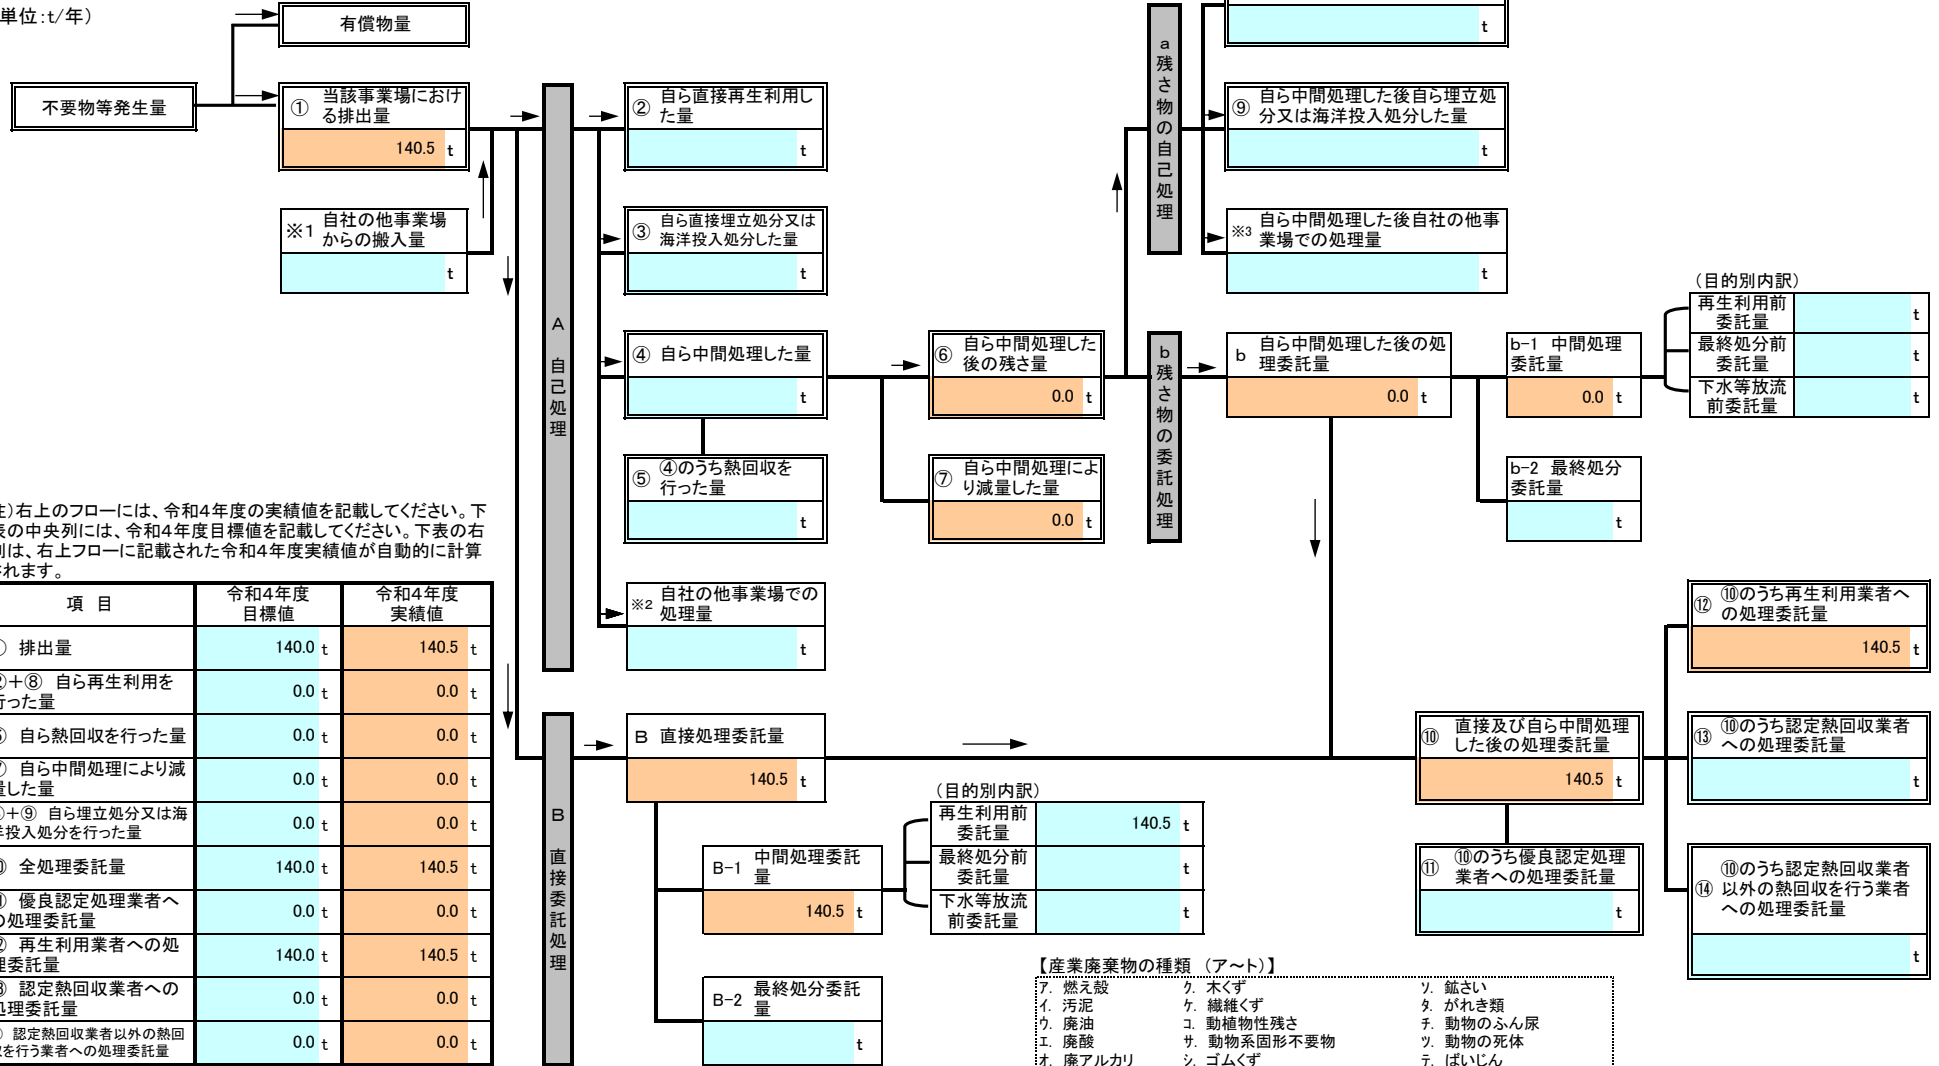 単位:t/年）
有償物量
不要物等発生量
① 当該事業場におけ
る排出量
140.5 t
※1 自社の他事業場
からの搬入量
t
A 自己処理
② 自ら直接再生利用し
た量
t
③ 自ら直接埋立処分又は
海洋投入処分した量
t
④ 自ら中間処理した量
t
⑤ ④のうち熱回収を
行った量
t
※2 自社の他事業場での
処理量
t
⑥ 自ら中間処理した
後の残さ量
0.0 t
⑦ 自ら中間処理によ
り減量した量
0.0 t
a残さ物の自己処理
t
⑨ 自ら中間処理した後自ら埋立処
分又は海洋投入処分した量
t
※3 自ら中間処理した後自社の他事
業場での処理量
t
b残さ物の委託処理
b 自ら中間処理した後の処
理委託量
0.0 t
b-1 中間処理
委託量
0.0 t
b-2 最終処分
委託量
t
（目的別内訳）
再生利用前
委託量
t
最終処分前
委託量
t
下水等放流
前委託量
t
注）右上のフローには、令和4年度の実績値を記載してください。下
表の中央列には、令和4年度目標値を記載してください。下表の右
列は、右上フローに記載された令和4年度実績値が自動的に計算
されます。
項 目 令和4年度
目標値 令和4年度
実績値
排出量 140.0 t 140.5 t
②+⑧ 自ら再生利用を
行った量 0.0 t 0.0 t
自ら熱回収を行った量 0.0 t 0.0 t
⑦ 自ら中間処理により減
量した量 0.0 t 0.0 t
+⑨ 自ら埋立処分又は海
洋投入処分を行った量 0.0 t 0.0 t
全処理委託量 140.0 t 140.5 t
優良認定処理業者へ
の処理委託量 0.0 t 0.0 t
再生利用業者への処
理委託量 140.0 t 140.5 t
認定熱回収業者への
処理委託量 0.0 t 0.0 t
認定熱回収業者以外の熱回
収を行う業者への処理委託量 0.0 t 0.0 t
B 直接委託処理
B 直接処理委託量
140.5 t
B-1 中間処理委託
量
140.5 t
B-2 最終処分委託
量
t
（目的別内訳）
再生利用前
委託量
140.5 t
最終処分前
委託量
t
下水等放流
前委託量
t
⑩ 直接及び自ら中間処理
した後の処理委託量
140.5 t
⑪ ⑩のうち優良認定処理
業者への処理委託量
t
⑫ ⑩のうち再生利用業者へ
の処理委託量
140.5 t
⑬ ⑩のうち認定熱回収業者
への処理委託量
t
⑭ ⑩のうち認定熱回収業者
以外の熱回収を行う業者
への処理委託量
t
【産業廃棄物の種類 （ア～ト）】
ア. 燃え殻 ク. 木くず ソ. 鉱さい
イ. 汚泥 ケ. 繊維くず タ. がれき類
ウ. 廃油 コ. 動植物性残さ チ. 動物のふん尿
エ. 廃酸 サ. 動物系固形不要物 ツ. 動物の死体
オ. 廃アルカリ シ. ゴムくず テ. ばいじん